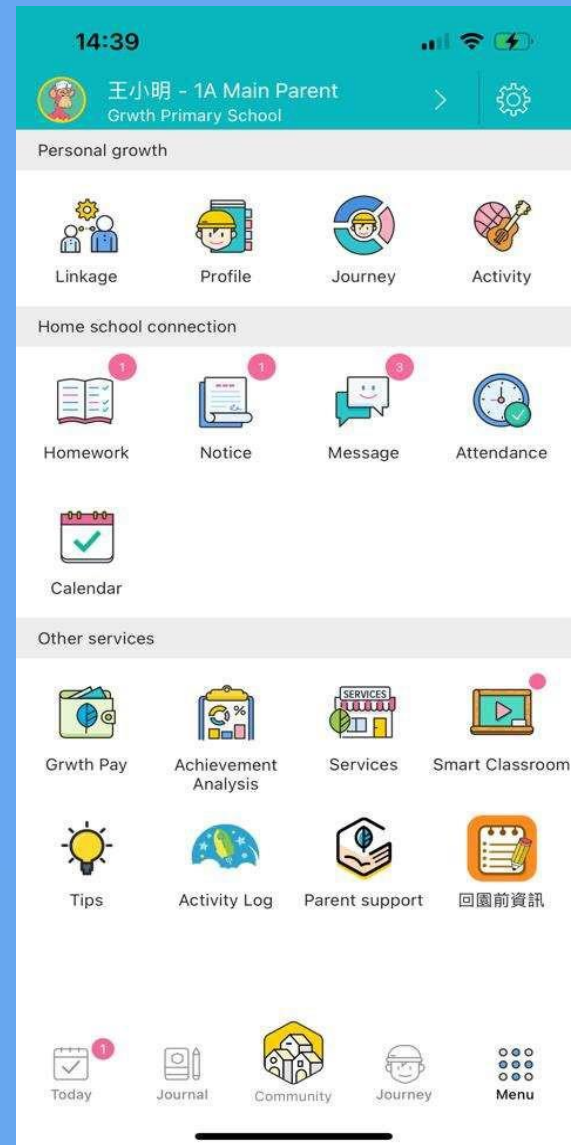 14:39
王小明 - 1A Main Parent
Grwth Primary School
Personal growth
Linkage Profile Journey Activity
Home school connection
1 1 3
Homework Notice Message Attendance
Calendar
Other services
SERVICES
%
Grwth Pay Achievement Analysis Services Smart Classroom
Tips Activity Log Parent support 回園前資訊
1
Today Journal Community Journey Menu